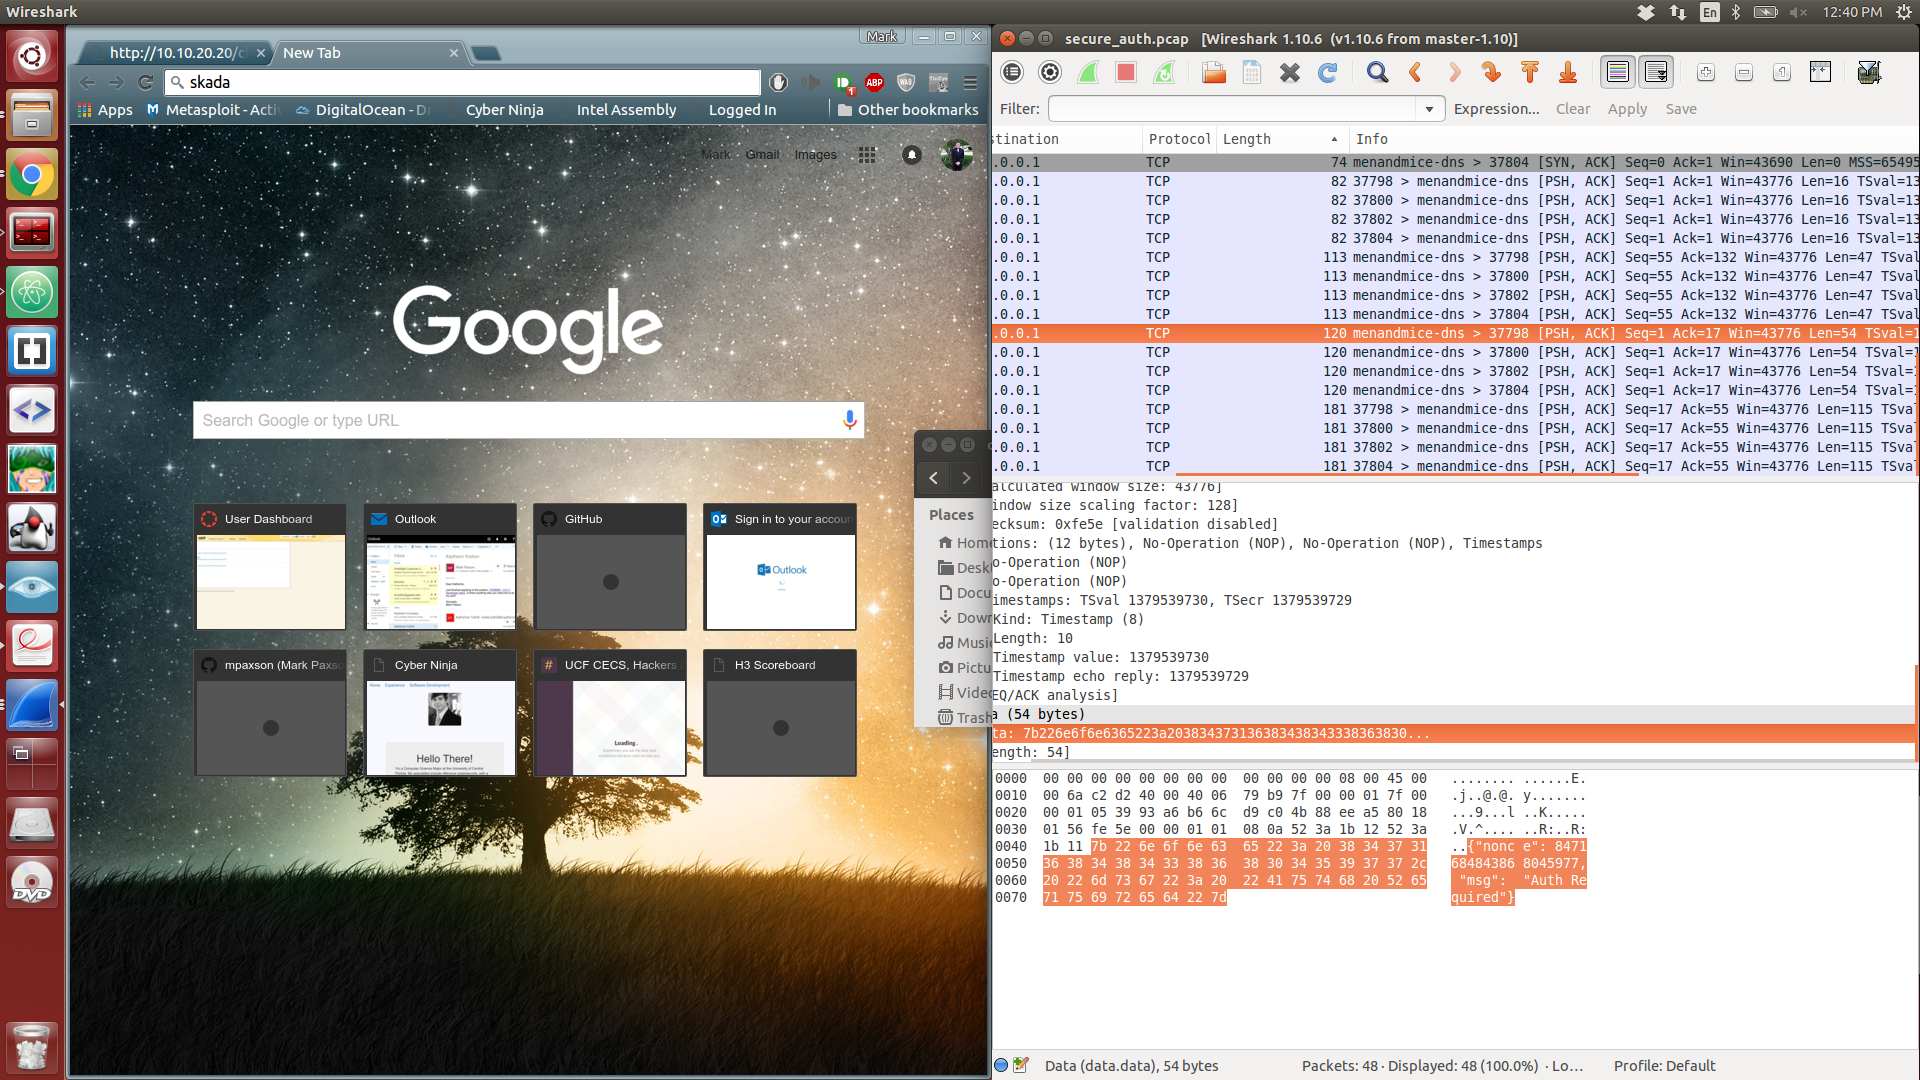 Wireshark
En
12:40 PM
http://10.10.20.20/c
New Tab
Mark
skada
ABP
1
Apps
Metasploit - Activ
DigitalOcean - Dr
Cyber Ninja
Intel Assembly
Logged In
Other bookmarks
Mark
Gmail
Images
Google
Search Google or type URL
User Dashboard
Outlook
GitHub
Sign in to your accoun
Outlook
mpaxson (Mark Paxso
Cyber Ninja
UCF CECS, Hackers
H3 Scoreboard
Hello There!
Loading
DVD
Places
Home
Desk
Docu
Down
Music
Pictu
Video
Trash
secure_auth.pcap [Wireshark 1.10.6 (v1.10.6 from master-1.10)]
Filter:
Expression...
Clear
Apply
Save
stination
Protocol
Length
Info
.0.0.1 TCP 74 menandmice-dns > 37804 [SYN, ACK] Seq=0 Ack=1 Win=43690 Len=0 MSS=65495
.0.0.1 TCP 82 37798 > menandmice-dns [PSH, ACK] Seq=1 Ack=1 Win=43776 Len=16 TSval=13
.0.0.1 TCP 82 37800 > menandmice-dns [PSH, ACK] Seq=1 Ack=1 Win=43776 Len=16 TSval=13
.0.0.1 TCP 82 37802 > menandmice-dns [PSH, ACK] Seq=1 Ack=1 Win=43776 Len=16 TSval=13
.0.0.1 TCP 82 37804 > menandmice-dns [PSH, ACK] Seq=1 Ack=1 Win=43776 Len=16 TSval=13
.0.0.1 TCP 113 menandmice-dns > 37798 [PSH, ACK] Seq=55 Ack=132 Win=43776 Len=47 TSval
.0.0.1 TCP 113 menandmice-dns > 37800 [PSH, ACK] Seq=55 Ack=132 Win=43776 Len=47 TSval
.0.0.1 TCP 113 menandmice-dns > 37802 [PSH, ACK] Seq=55 Ack=132 Win=43776 Len=47 TSval
.0.0.1 TCP 113 menandmice-dns > 37804 [PSH, ACK] Seq=55 Ack=132 Win=43776 Len=47 TSval
.0.0.1 TCP 120 menandmice-dns > 37798 [PSH, ACK] Seq=1 Ack=17 Win=43776 Len=54 TSval=1
.0.0.1 TCP 120 menandmice-dns > 37800 [PSH, ACK] Seq=1 Ack=17 Win=43776 Len=54 TSval=1
.0.0.1 TCP 120 menandmice-dns > 37802 [PSH, ACK] Seq=1 Ack=17 Win=43776 Len=54 TSval=1
.0.0.1 TCP 120 menandmice-dns > 37804 [PSH, ACK] Seq=1 Ack=17 Win=43776 Len=54 TSval=1
.0.0.1 TCP 181 37798 > menandmice-dns [PSH, ACK] Seq=17 Ack=55 Win=43776 Len=115 TSval
.0.0.1 TCP 181 37800 > menandmice-dns [PSH, ACK] Seq=17 Ack=55 Win=43776 Len=115 TSval
.0.0.1 TCP 181 37802 > menandmice-dns [PSH, ACK] Seq=17 Ack=55 Win=43776 Len=115 TSval
.0.0.1 TCP 181 37804 > menandmice-dns [PSH, ACK] Seq=17 Ack=55 Win=43776 Len=115 TSval
alculated window size: 43776]
indow size scaling factor: 128]
ecksum: 0xfe5e [validation disabled]
tions: (12 bytes), No-Operation (NOP), No-Operation (NOP), Timestamps
o-Operation (NOP)
o-Operation (NOP)
imestamps: TSval 1379539730, TSecr 1379539729
Kind: Timestamp (8)
Length: 10
Timestamp value: 1379539730
Timestamp echo reply: 1379539729
EQ/ACK analysis]
a (54 bytes)
ta: 7b226e6f6e6365223a203834373136383438343338363830...
ength: 54]
0000 00 00 00 00 00 00 00 00 00 00 00 00 08 00 45 00 ........ ......E.
0010 00 6a c2 d2 40 00 40 06 79 b9 7f 00 00 01 7f 00 .j..@.@. y.......
0020 00 01 05 39 93 a6 b6 6c d9 c0 4b 88 ee a5 80 18 ...9...l ..K.....
0030 01 56 fe 5e 00 00 01 01 08 0a 52 3a 1b 12 52 3a .V.^.... ..R:..R:
0040 1b 11 7b 22 6e 6f 6e 63 65 22 3a 20 38 34 37 31 ..{"nonc e": 8471
0050 36 38 34 38 34 33 38 36 38 30 34 35 39 37 37 2c 68484386 8045977,
0060 20 22 6d 73 67 22 3a 20 22 41 75 74 68 20 52 65 "msg": "Auth Re
0070 71 75 69 72 65 64 22 7d quired"}
Data (data.data), 54 bytes
Packets: 48 · Displayed: 48 (100.0%) · Lo...
Profile: Default